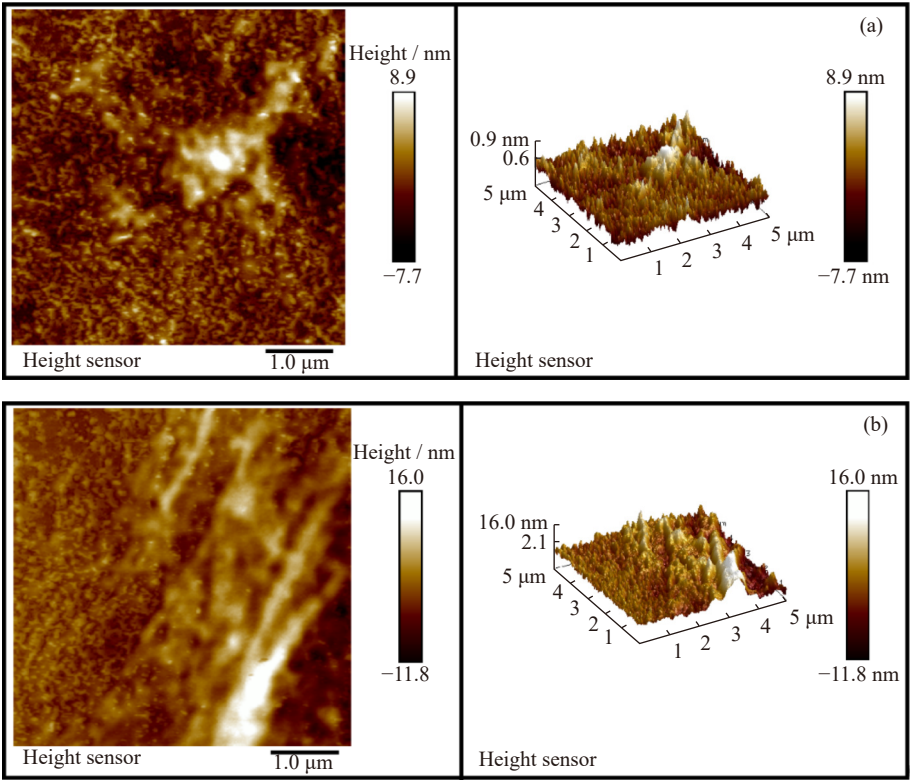 (a)
Height / nm
8.9
−7.7
Height sensor
1.0 μm
0.9 nm
0.6
5 μm
4
3
2
1
1
2
3
4
5 μm
8.9 nm
−7.7 nm
Height sensor
(b)
Height / nm
16.0
−11.8
Height sensor
1.0 μm
16.0 nm
2.1
5 μm
4
3
2
1
1
2
3
4
5 μm
16.0 nm
−11.8 nm
Height sensor